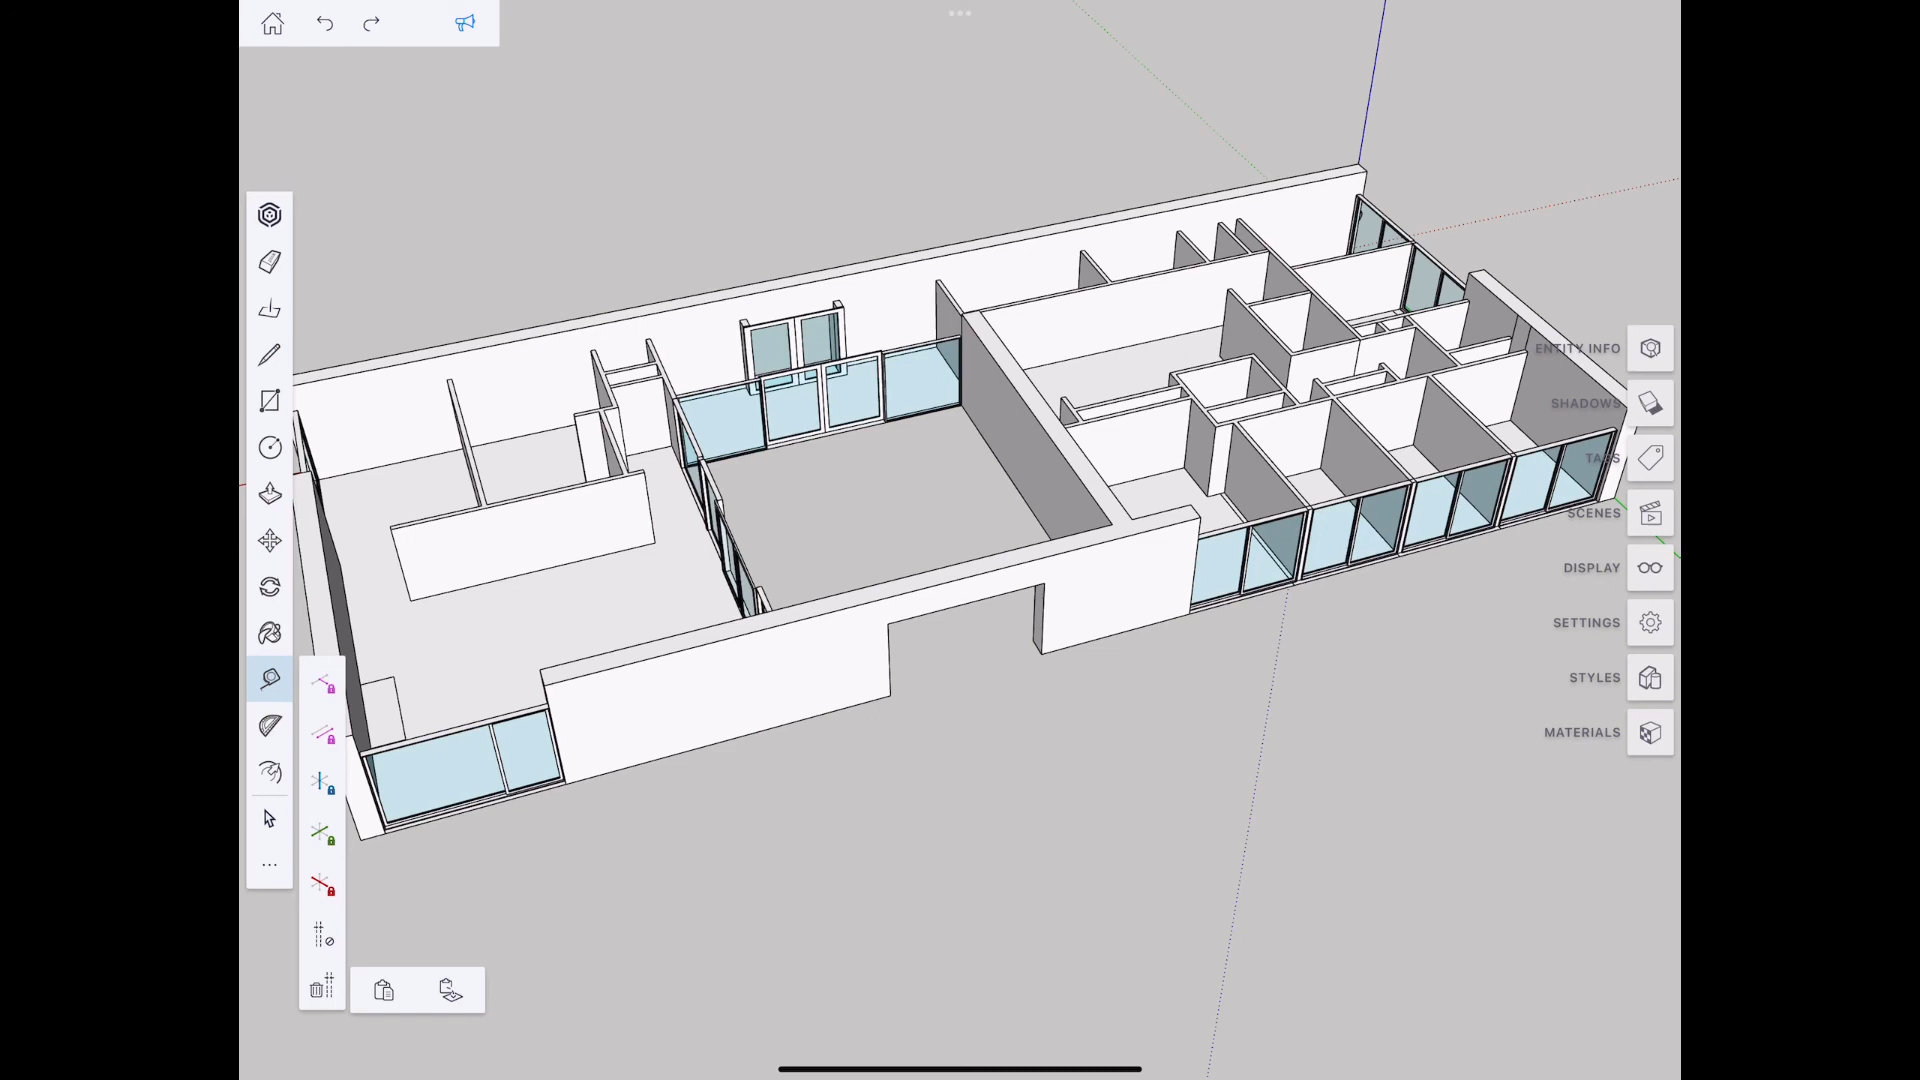 ENTITY INFO
SHADOWS
TAGS
SCENES
DISPLAY
SETTINGS
STYLES
MATERIALS